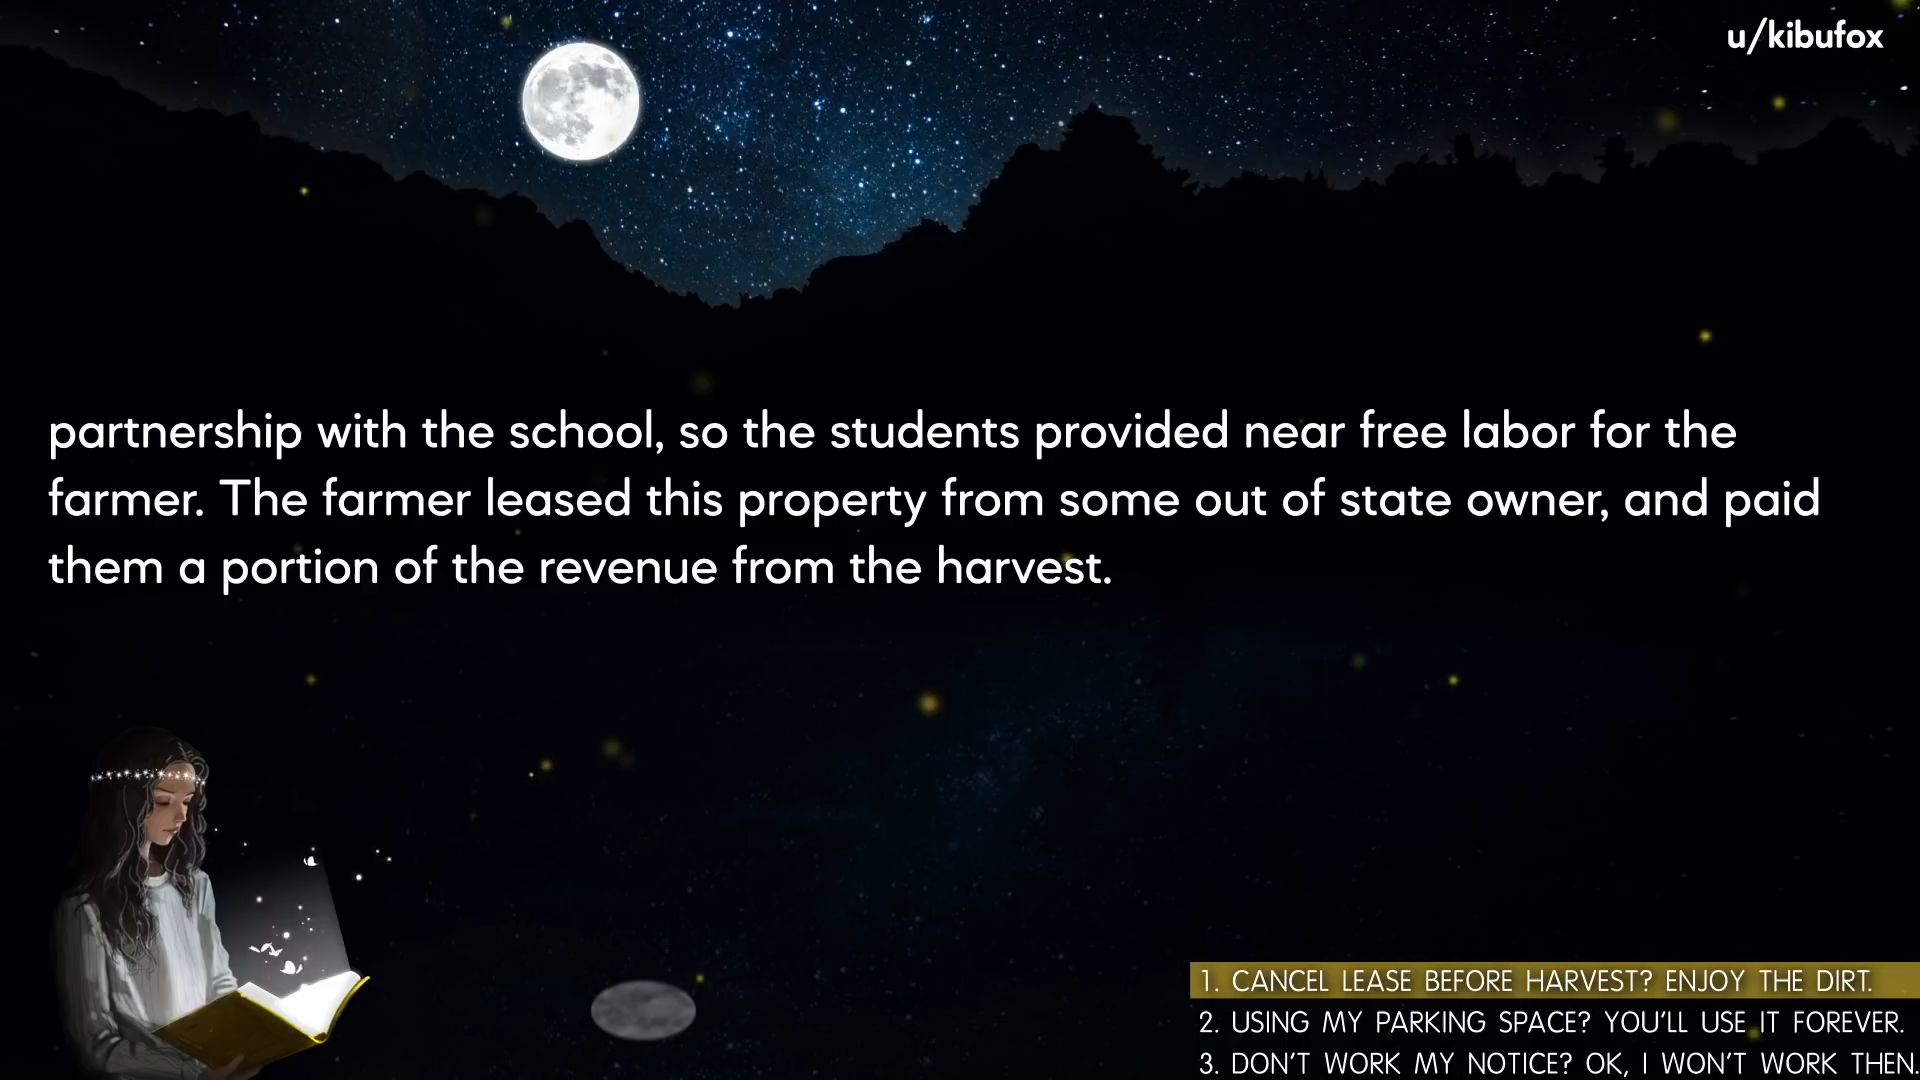 u/kibufox
partnership with the school, so the students provided near free labor for the
farmer. The farmer leased this property from some out of state owner, and paid
them a portion of the revenue from the harvest.
1. CANCEL LEASE BEFORE HARVEST? ENJOY THE DIRT.
2. USING MY PARKING SPACE? YOU'LL USE IT FOREVER.
3. DON'T WORK MY NOTICE? OK, I WON'T WORK THEN.